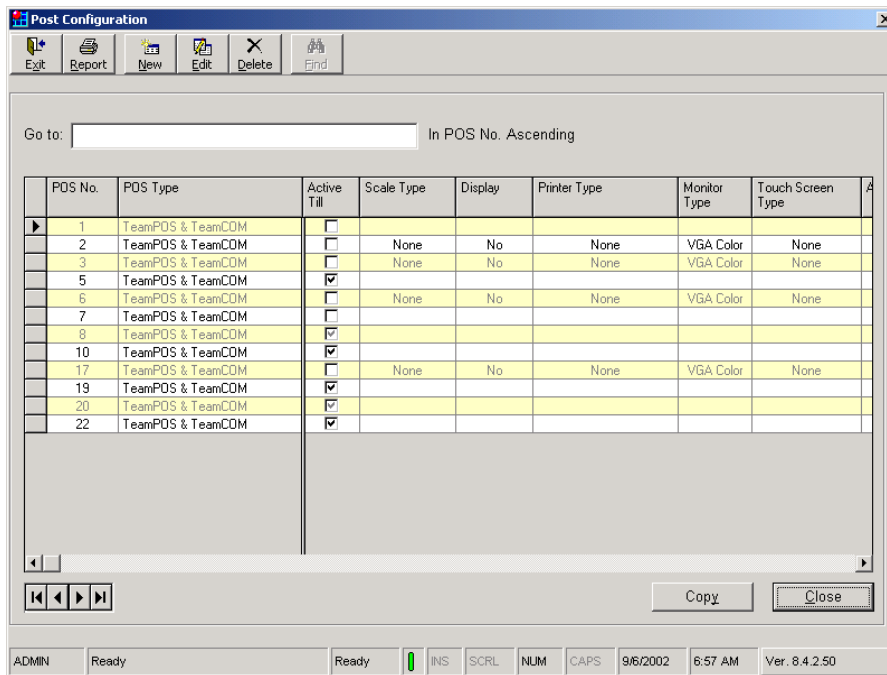 Post Configuration
Exit Report New Edit Delete Find
Go to: In POS No. Ascending
POS No. POS Type Active Till Scale Type Display Printer Type Monitor Type Touch Screen Type A
1 TeamPOS & TeamCOM
2 TeamPOS & TeamCOM None No None VGA Color None
3 TeamPOS & TeamCOM None No None VGA Color None
5 TeamPOS & TeamCOM
6 TeamPOS & TeamCOM None No None VGA Color None
7 TeamPOS & TeamCOM
8 TeamPOS & TeamCOM
10 TeamPOS & TeamCOM
17 TeamPOS & TeamCOM None No None VGA Color None
19 TeamPOS & TeamCOM
20 TeamPOS & TeamCOM
22 TeamPOS & TeamCOM
Copy Close
ADMIN Ready Ready INS SCRL NUM CAPS 9/6/2002 6:57 AM Ver. 8.4.2.50